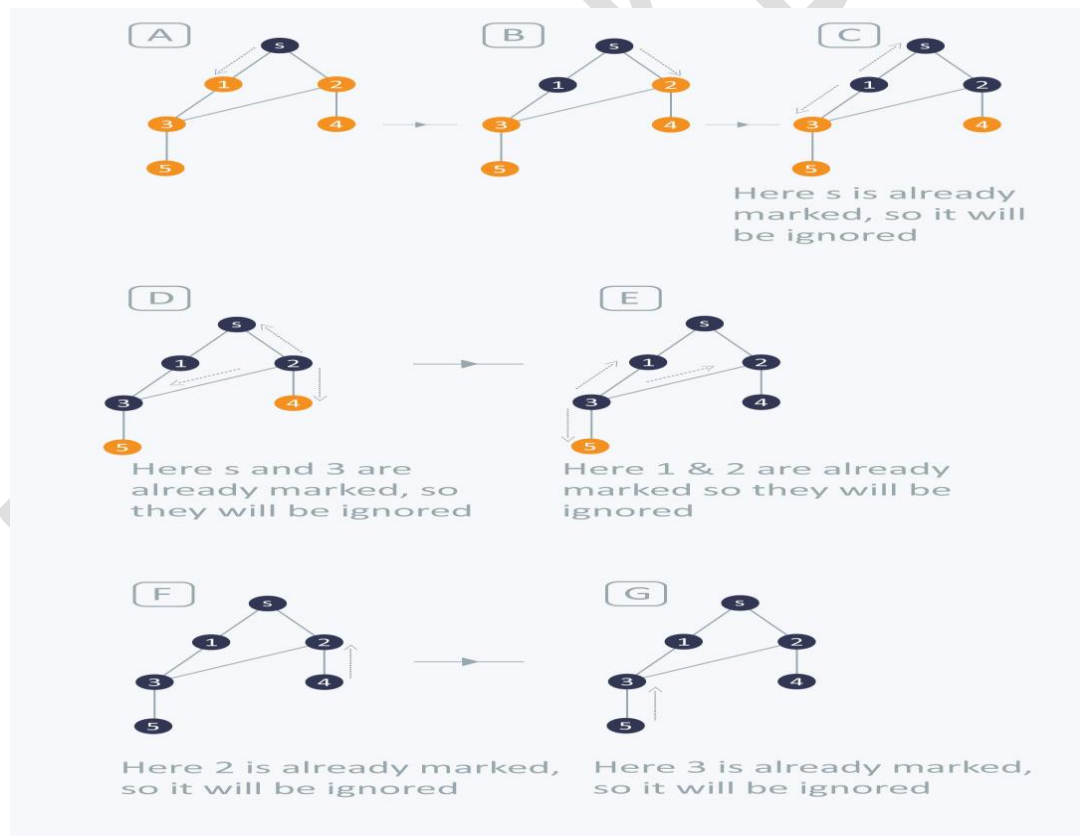 A
B
C
s
1
2
3
4
5
s
1
2
3
4
5
s
1
2
3
4
5
Here s is already
marked, so it will
be ignored
D
E
s
1
2
3
4
5
s
1
2
3
4
5
Here s and 3 are
already marked, so
they will be ignored
Here 1 & 2 are already
marked so they will be
ignored
F
G
s
1
2
3
4
5
s
1
2
3
4
5
Here 2 is already marked,
so it will be ignored
Here 3 is already marked,
so it will be ignored